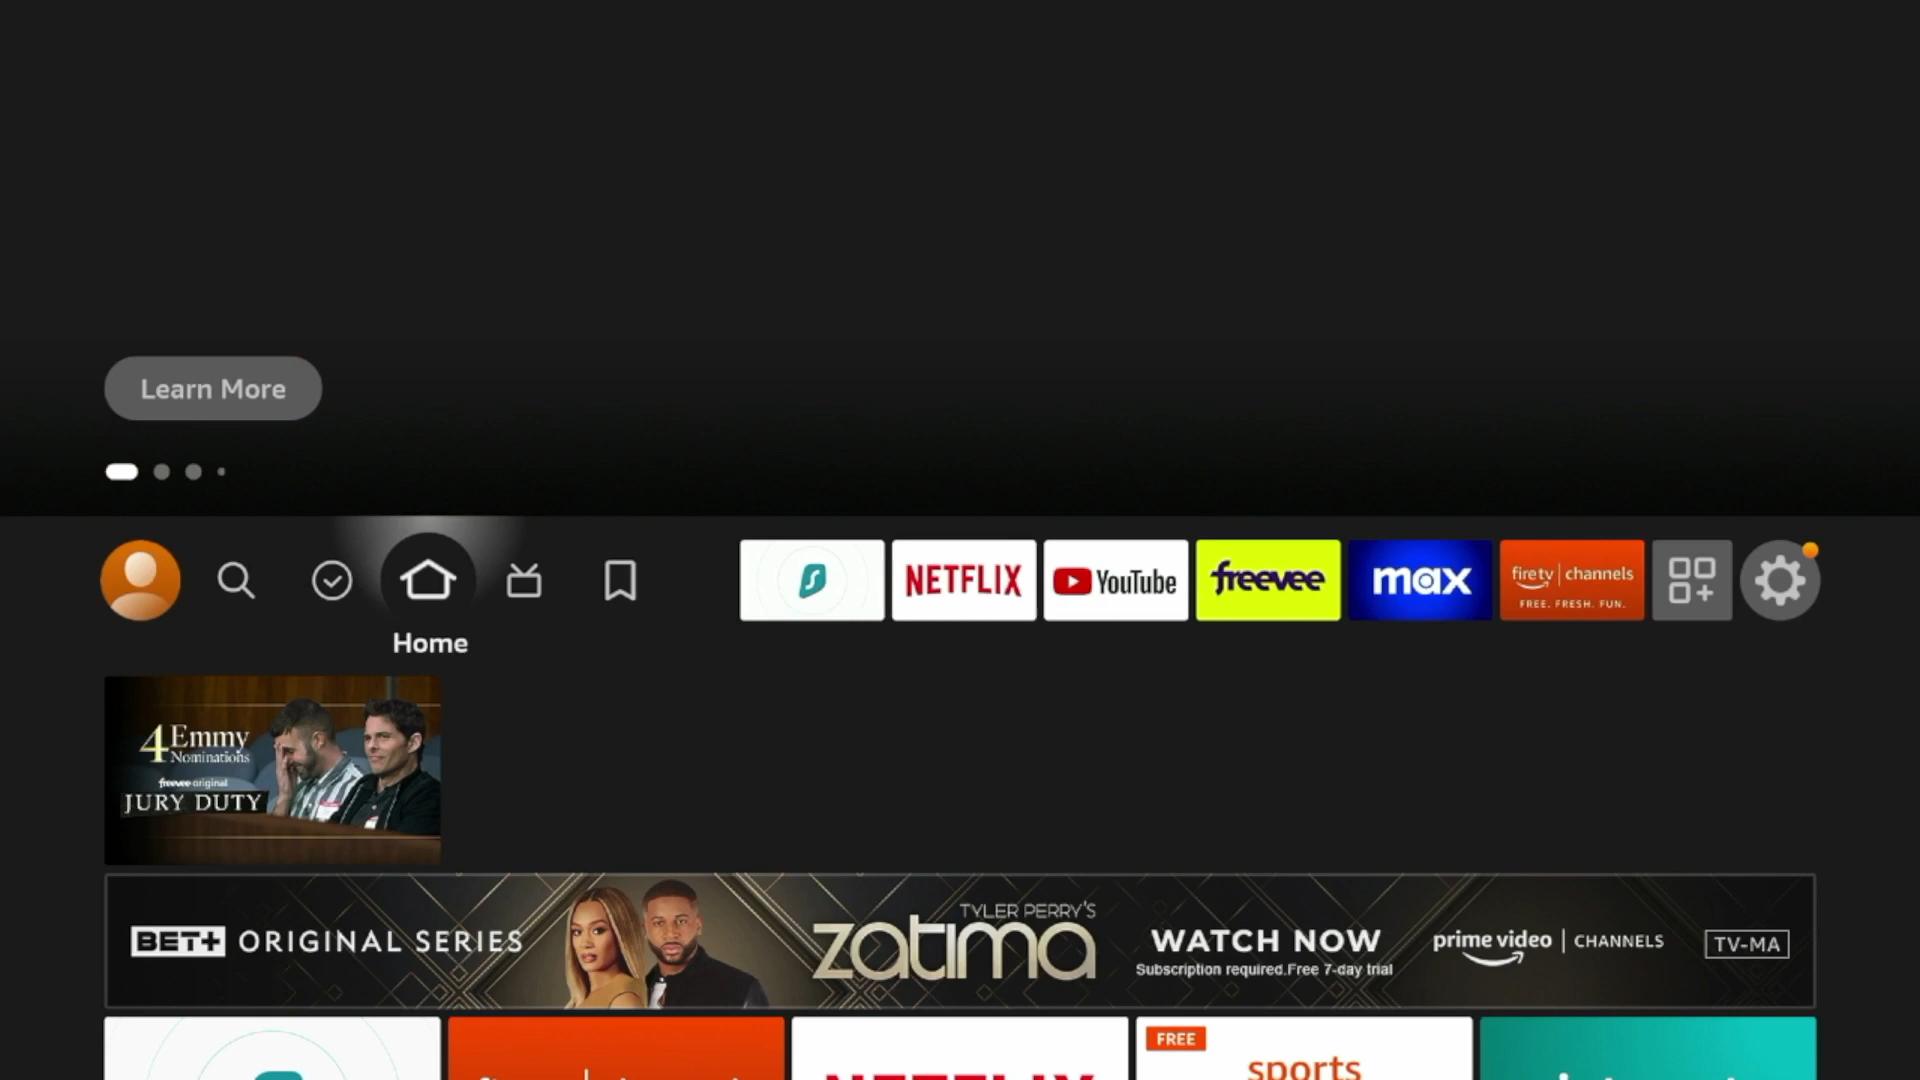 Learn More
NETFLIX
YouTube
freevee
max
firetv | channels
FREE. FRESH. FUN.
Home
4 Emmy
Nominations
freevee original
JURY DUTY
BET+ ORIGINAL SERIES
TYLER PERRY'S
zatima
WATCH NOW
Subscription required.Free 7-day trial
prime video | CHANNELS
TV-MA
NETFLIX
FREE
sports